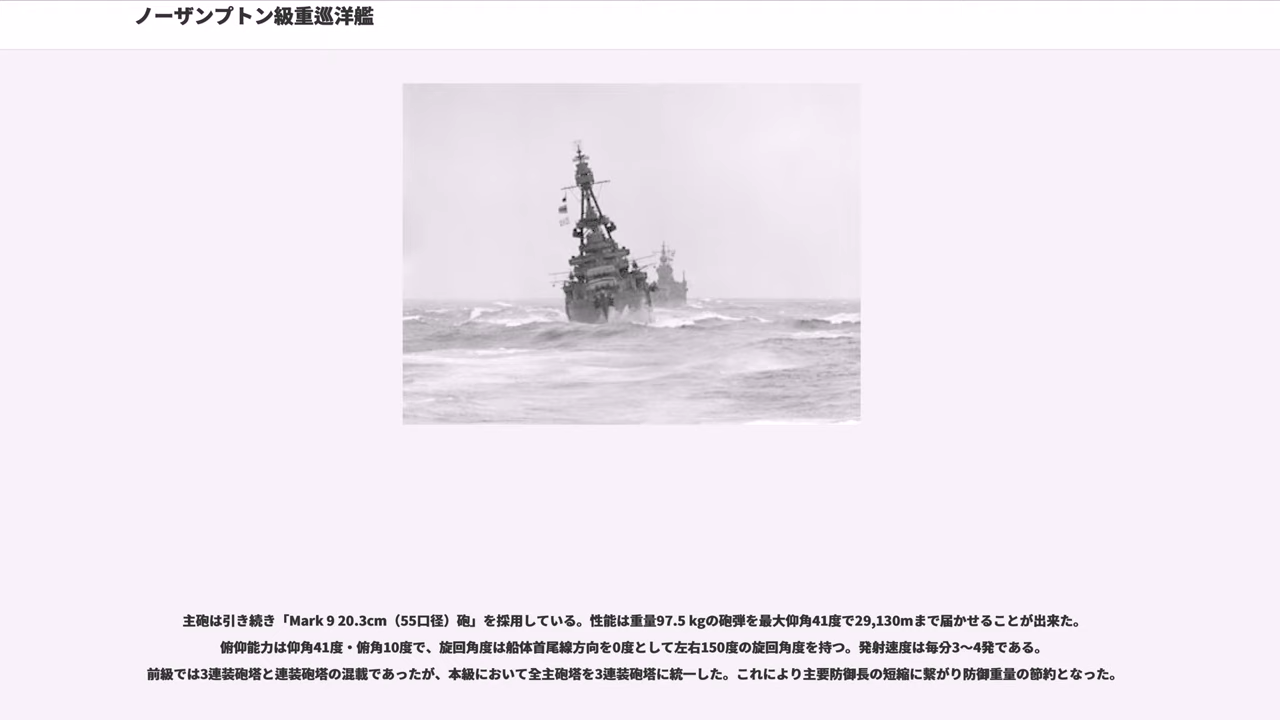 ノーザンプトン級重巡洋艦
主砲は引き続き「Mark 9 20.3cm（55口径）砲」を採用している。性能は重量97.5 kgの砲弾を最大仰角41度で29,130mまで届かせることが出来た。
俯仰能力は仰角41度・俯角10度で、旋回角度は船体首尾線方向を0度として左右150度の旋回角度を持つ。発射速度は毎分3〜4発である。
前級では3連装砲塔と連装砲塔の混載であったが、本級において全主砲塔を3連装砲塔に統一した。これにより主要防御長の短縮に繋がり防御重量の節約となった。